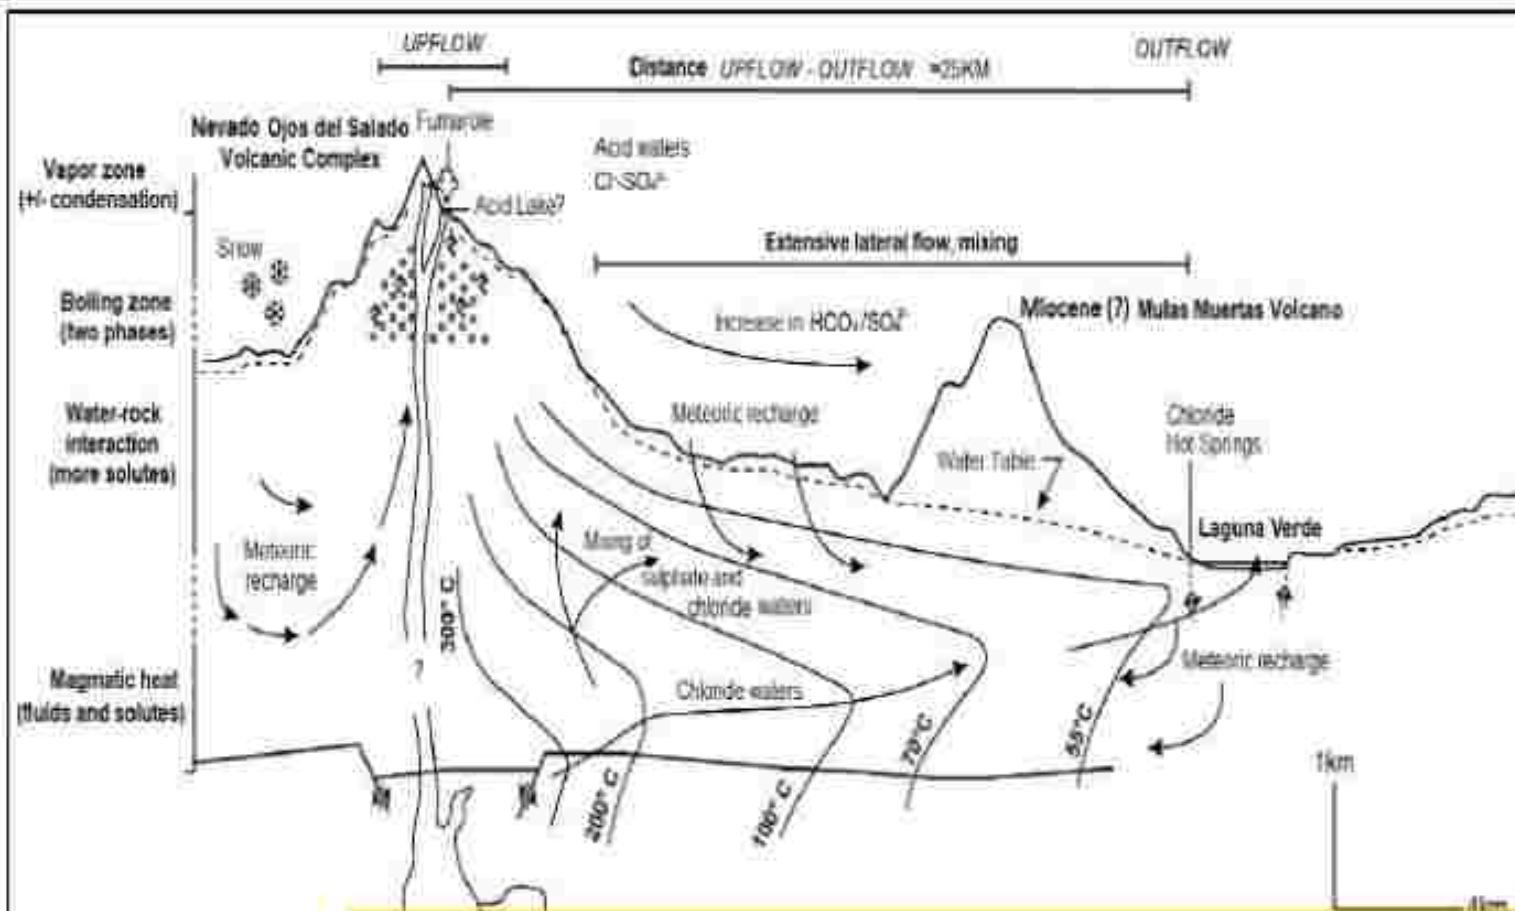 UPFLOW
OUTFLOW
Distance UPFLOW - OUTFLOW ≈25KM
Nevado Ojos del Salado
Volcanic Complex
Fumarole
Vapor zone
(+/- condensation)
Acid waters
Cl-SO₄²⁻
Acid Lake?
Snow
Extensive lateral flow, mixing
Boiling zone
(two phases)
Increase in HCO₃/SO₄²⁻
Miocene (?) Mulas Muertas Volcano
Water-rock
interaction
(more solutes)
Meteoric recharge
Chloride
Hot Springs
Water Table
Laguna Verde
Meteoric
recharge
Mixing of
sulphate and
chloride waters
300° C
?
Magmatic heat
(fluids and solutes)
Chloride waters
Meteoric recharge
200° C
100° C
70°C
55°C
1km
4km